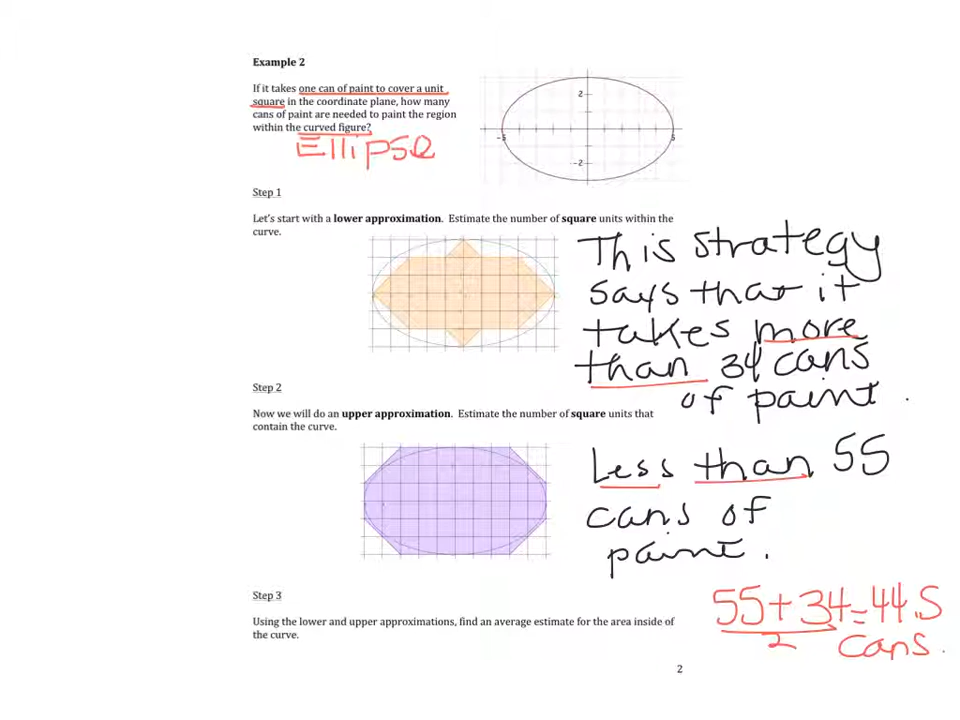 Example 2
If it takes one can of paint to cover a unit
square in the coordinate plane, how many
cans of paint are needed to paint the region
within the curved figure?
Ellipse
2
-5
5
-2
Step 1
Let's start with a lower approximation. Estimate the number of square units within the
curve.
This strategy
says that it
takes more
than 34 cans
of paint.
Step 2
Now we will do an upper approximation. Estimate the number of square units that
contain the curve.
Less than 55
cans of
paint.
Step 3
Using the lower and upper approximations, find an average estimate for the area inside of
the curve.
55+34=44.5
2
cans.
2